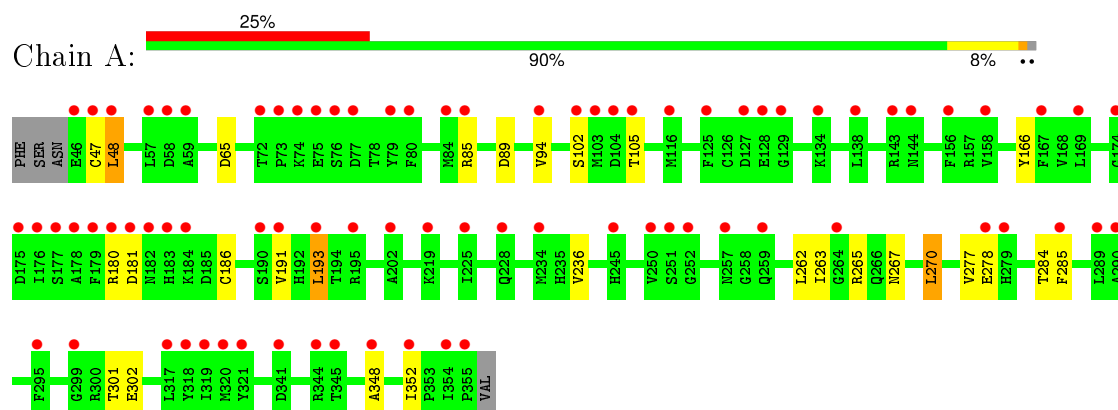 25%
Chain A:
90% 8% ••
PHE SER ASN E46 C47 L48 L57 D58 A59 D65 T72 P73 K74 E75 S76 D77 T78 Y79 F80 M84 R85 D89 V94 S102 M103 D104 T105 M116 F125 C126 D127 E128 G129 K134 L138 R143 N144 F156 R157 V158 Y166 F167 V168 L169 G174
D175 I176 S177 A178 F179 R180 D181 N182 H183 K184 D185 C186 S190 V191 H192 L193 T194 R195 A202 K219 I225 Q228 M234 H235 V236 H245 V250 S251 G252 N257 G258 Q259 L262 I263 G264 R265 Q266 N267 L270 V277 E278 H279 T284 F285 L289 A290
F295 G299 R300 T301 E302 L317 Y318 I319 M320 Y321 D341 R344 T345 A348 I352 P353 I354 P355 VAL